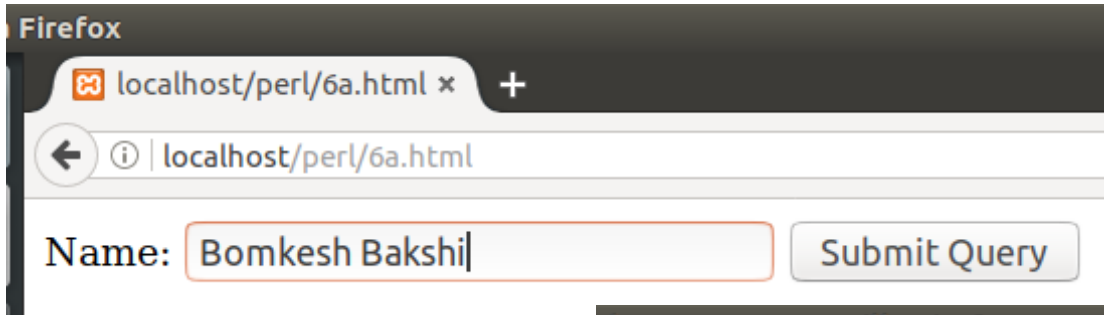 Firefox
localhost/perl/6a.html × +
localhost/perl/6a.html
Name: Bomkesh Bakshi Submit Query